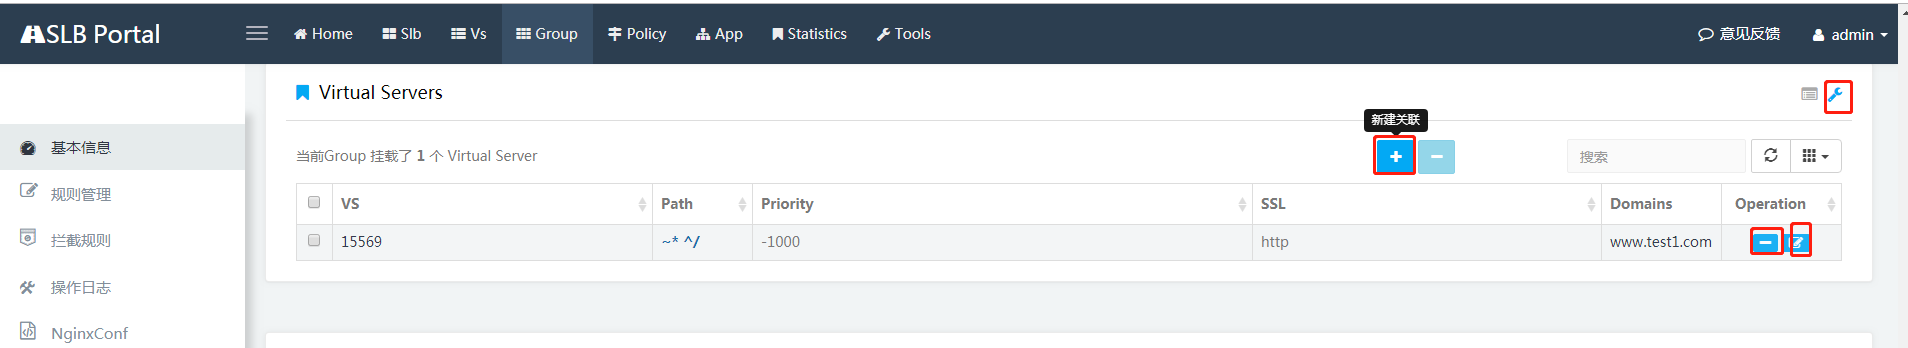 SLB Portal
Home Slb Vs Group Policy App Statistics Tools 意见反馈 admin
Virtual Servers
新建关联
基本信息
当前Group 挂载了 1 个 Virtual Server
搜索
规则管理
VS Path Priority SSL Domains Operation
拦截规则
15569 ~* ^/ -1000 http www.test1.com
操作日志
NginxConf